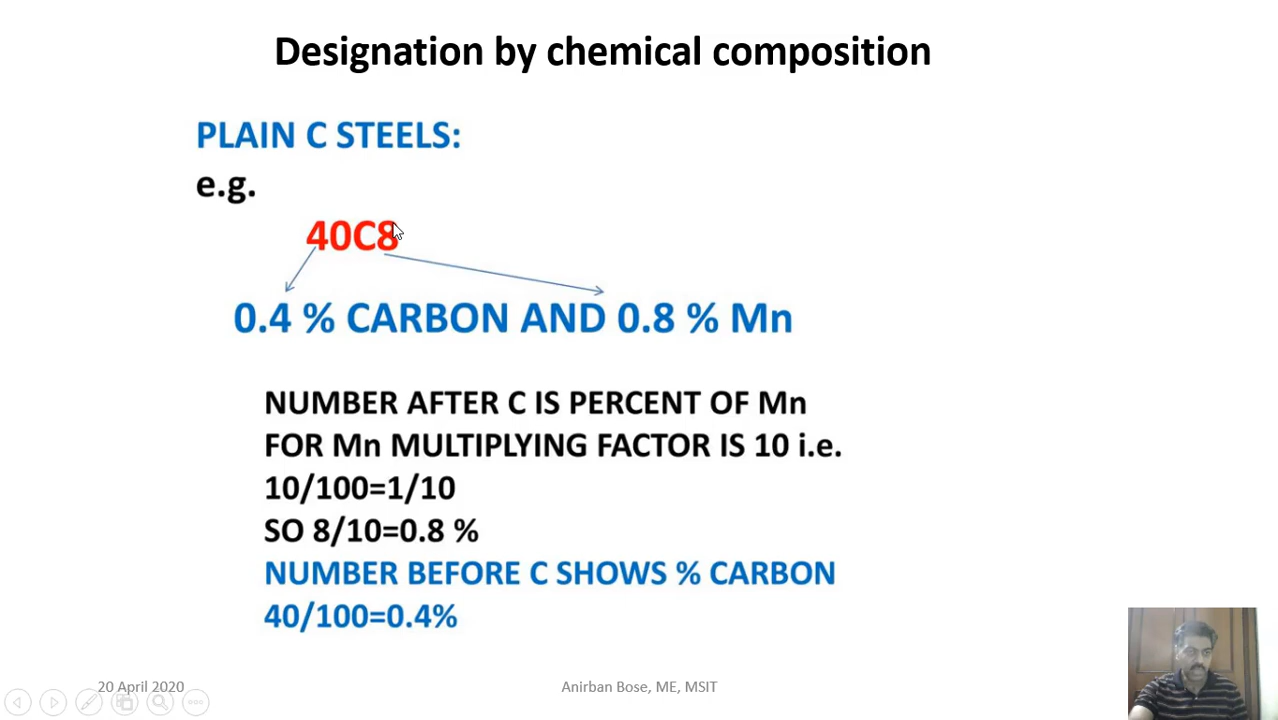 Designation by chemical composition
PLAIN C STEELS:
e.g.
40C8
0.4 % CARBON AND 0.8 % Mn
NUMBER AFTER C IS PERCENT OF Mn
FOR Mn MULTIPLYING FACTOR IS 10 i.e.
10/100=1/10
SO 8/10=0.8 %
NUMBER BEFORE C SHOWS % CARBON
40/100=0.4%
20 April 2020
Anirban Bose, ME, MSIT